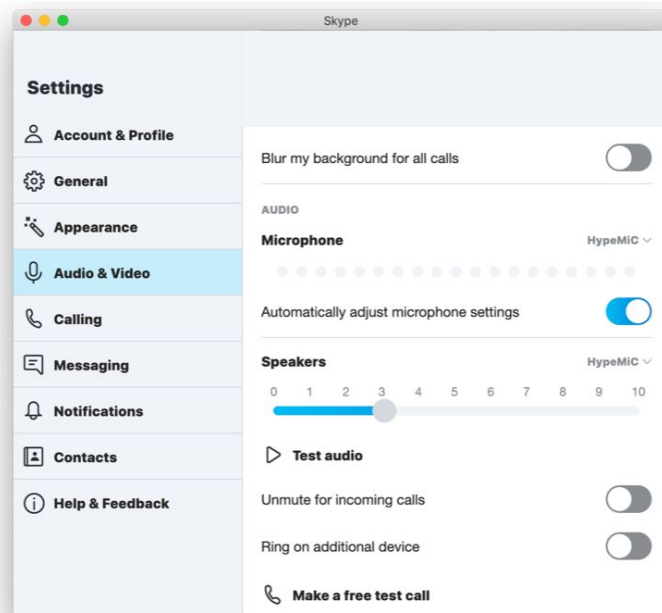 Skype
Settings
Account & Profile
General
Appearance
Audio & Video
Calling
Messaging
Notifications
Contacts
Help & Feedback
Blur my background for all calls
AUDIO
Microphone HypeMiC
Automatically adjust microphone settings
Speakers HypeMiC
0 1 2 3 4 5 6 7 8 9 10
Test audio
Unmute for incoming calls
Ring on additional device
Make a free test call